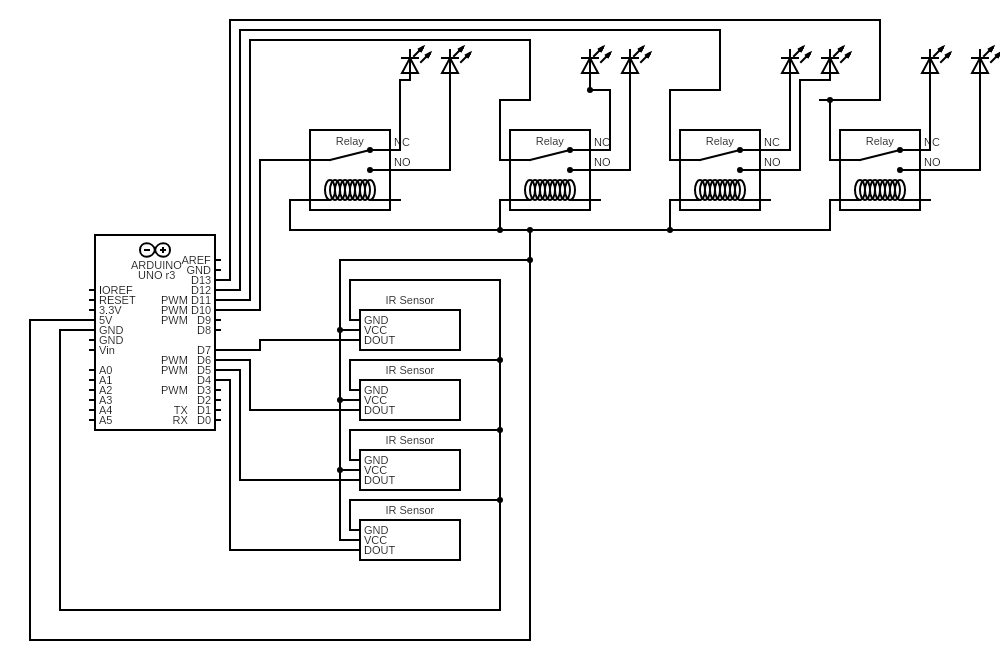 Relay
NC
NO
Relay
NC
NO
Relay
NC
NO
Relay
NC
NO
ARDUINO
UNO r3
AREF
GND
D13
D12
IOREF
RESET PWM D11
3.3V PWM D10
5V PWM D9
GND D8
GND
Vin D7
PWM D6
A0 PWM D5
A1 D4
A2 PWM D3
A3 D2
A4 TX D1
A5 RX D0
IR Sensor
GND
VCC
DOUT
IR Sensor
GND
VCC
DOUT
IR Sensor
GND
VCC
DOUT
IR Sensor
GND
VCC
DOUT